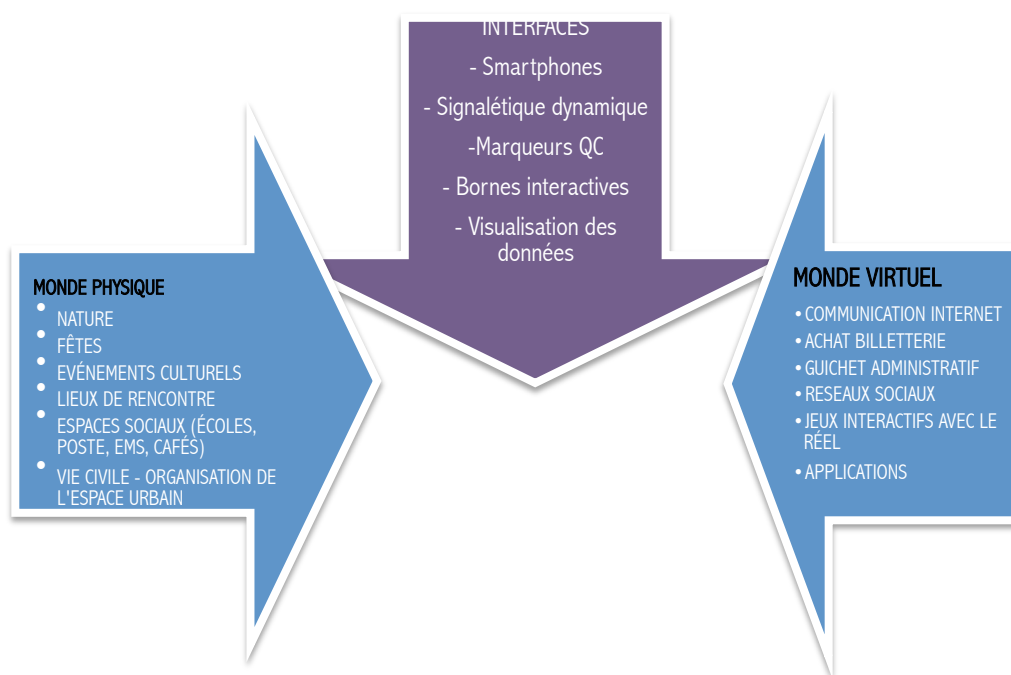 INTERFACES
- Smartphones
- Signalétique dynamique
-Marqueurs QC
- Bornes interactives
- Visualisation des
données
MONDE PHYSIQUE
• NATURE
• FÊTES
• EVÉNEMENTS CULTURELS
• LIEUX DE RENCONTRE
• ESPACES SOCIAUX (ÉCOLES,
POSTE, EMS, CAFÉS)
• VIE CIVILE - ORGANISATION DE
L'ESPACE URBAIN
MONDE VIRTUEL
• COMMUNICATION INTERNET
• ACHAT BILLETTERIE
• GUICHET ADMINISTRATIF
• RESEAUX SOCIAUX
• JEUX INTERACTIFS AVEC LE
RÉEL
• APPLICATIONS